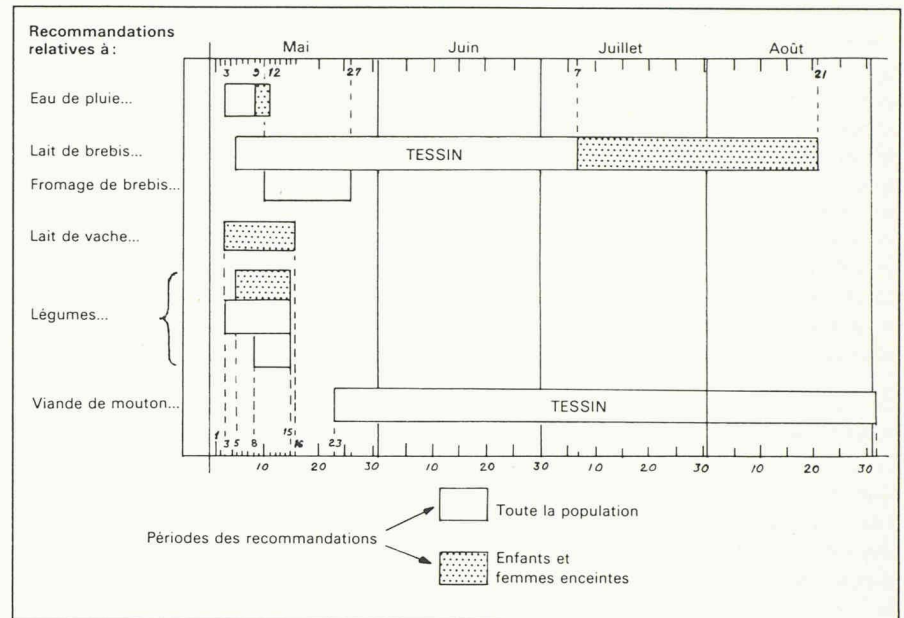 Recommandations
relatives à :
Mai Juin Juillet Août
3 9 12 27 7 21
Eau de pluie...
Lait de brebis... TESSIN
Fromage de brebis...
Lait de vache...
Légumes...
Viande de mouton... TESSIN
1 3 5 8 15 16 23
10 20 30 10 20 30 10 20 30 10 20 30
Périodes des recommandations
Toute la population
Enfants et
femmes enceintes